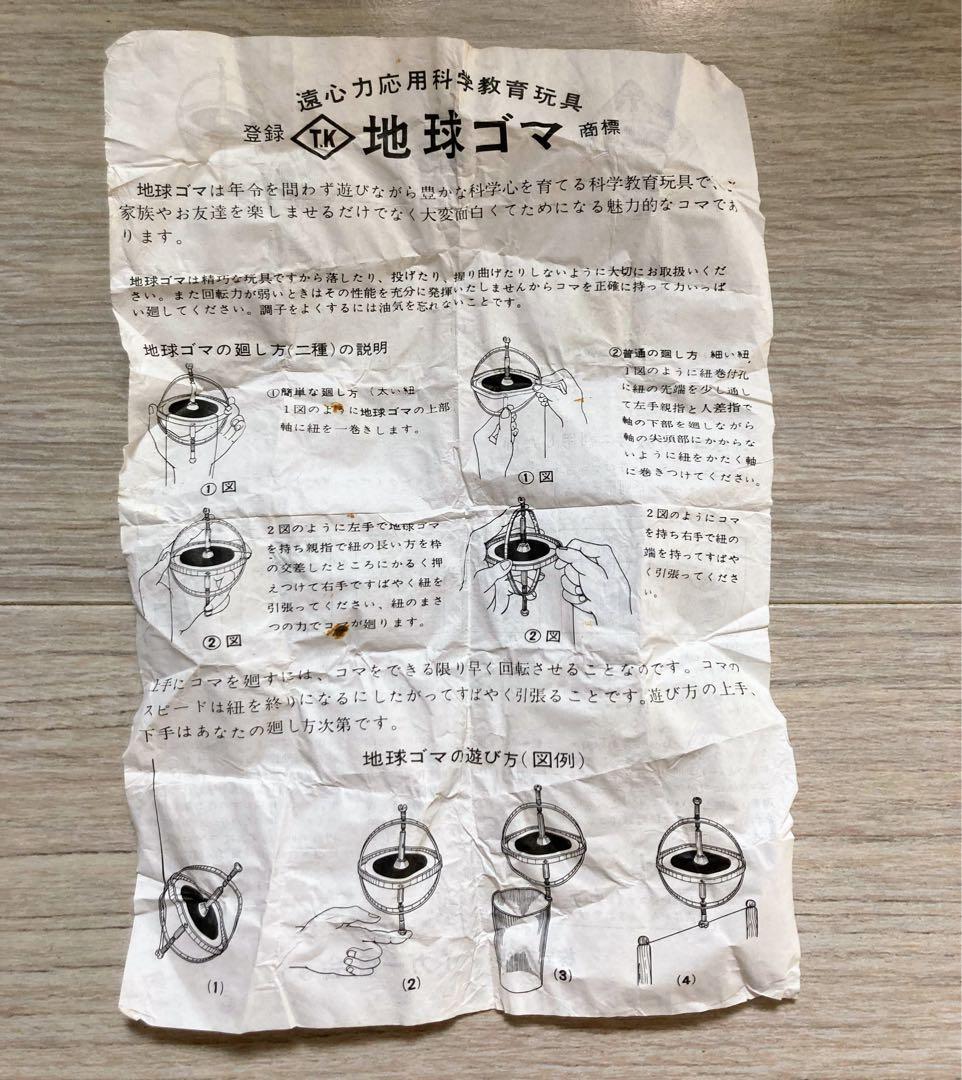 遠心力応用科学教育玩具
登録 T.K 地球ゴマ 商標
地球ゴマは年令を問わず遊びながら豊かな科学心を育てる科学教育玩具で、
家族やお友達を楽しませるだけでなく大変面白くてためになる魅力的なコマであ
ります。
地球ゴマは精巧な玩具ですから落したり、投げたり、握り曲げたりしないように大切にお取扱いくだ
さい。また回転力が弱いときはその性能を充分に発揮いたしませんからコマを正確に持って力いっぱ
い廻してください。調子をよくするには油気を忘れないことです。
地球ゴマの廻し方(二種)の説明
①簡単な廻し方 (太い紐
1図のように地球ゴマの上部
軸に紐を一巻きします。
①図
2図のように左手で地球ゴマ
を持ち親指で紐の長い方を枠
の交差したところにかるく押
えつけて右手ですばやく紐を
引張ってください、紐のまさ
つの力でコマが廻ります。
②図
②普通の廻し方 細い紐
1図のように紐巻付孔
に紐の先端を少し通し
て左手親指と人差指で
軸の下部を廻しながら
軸の尖頭部にかからな
いように紐をかたく軸
に巻きつけてください。
①図
2図のようにコマ
を持ち右手で紐の
端を持ってすばや
く引張ってくださ
い。
②図
上手にコマを廻すには、コマをできる限り早く回転させることなのです。コマの
スピードは紐を終りになるにしたがってすばやく引張ることです。遊び方の上手、
下手はあなたの廻し方次第です。
地球ゴマの遊び方(図例)
(1)
(2)
(3)
(4)